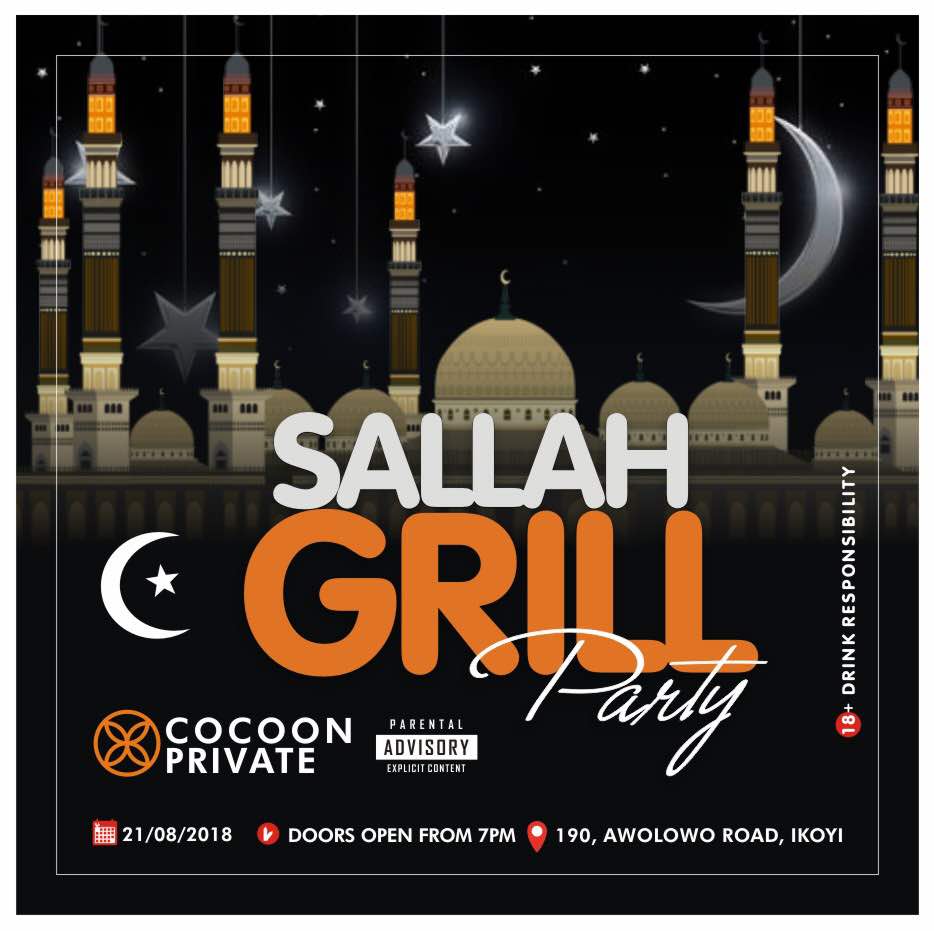 SALLAH
GRILL
Party
18+ DRINK RESPONSIBILITY
COCOON
PRIVATE
PARENTAL
ADVISORY
EXPLICIT CONTENT
21/08/2018
DOORS OPEN FROM 7PM
190, AWOLOWO ROAD, IKOYI